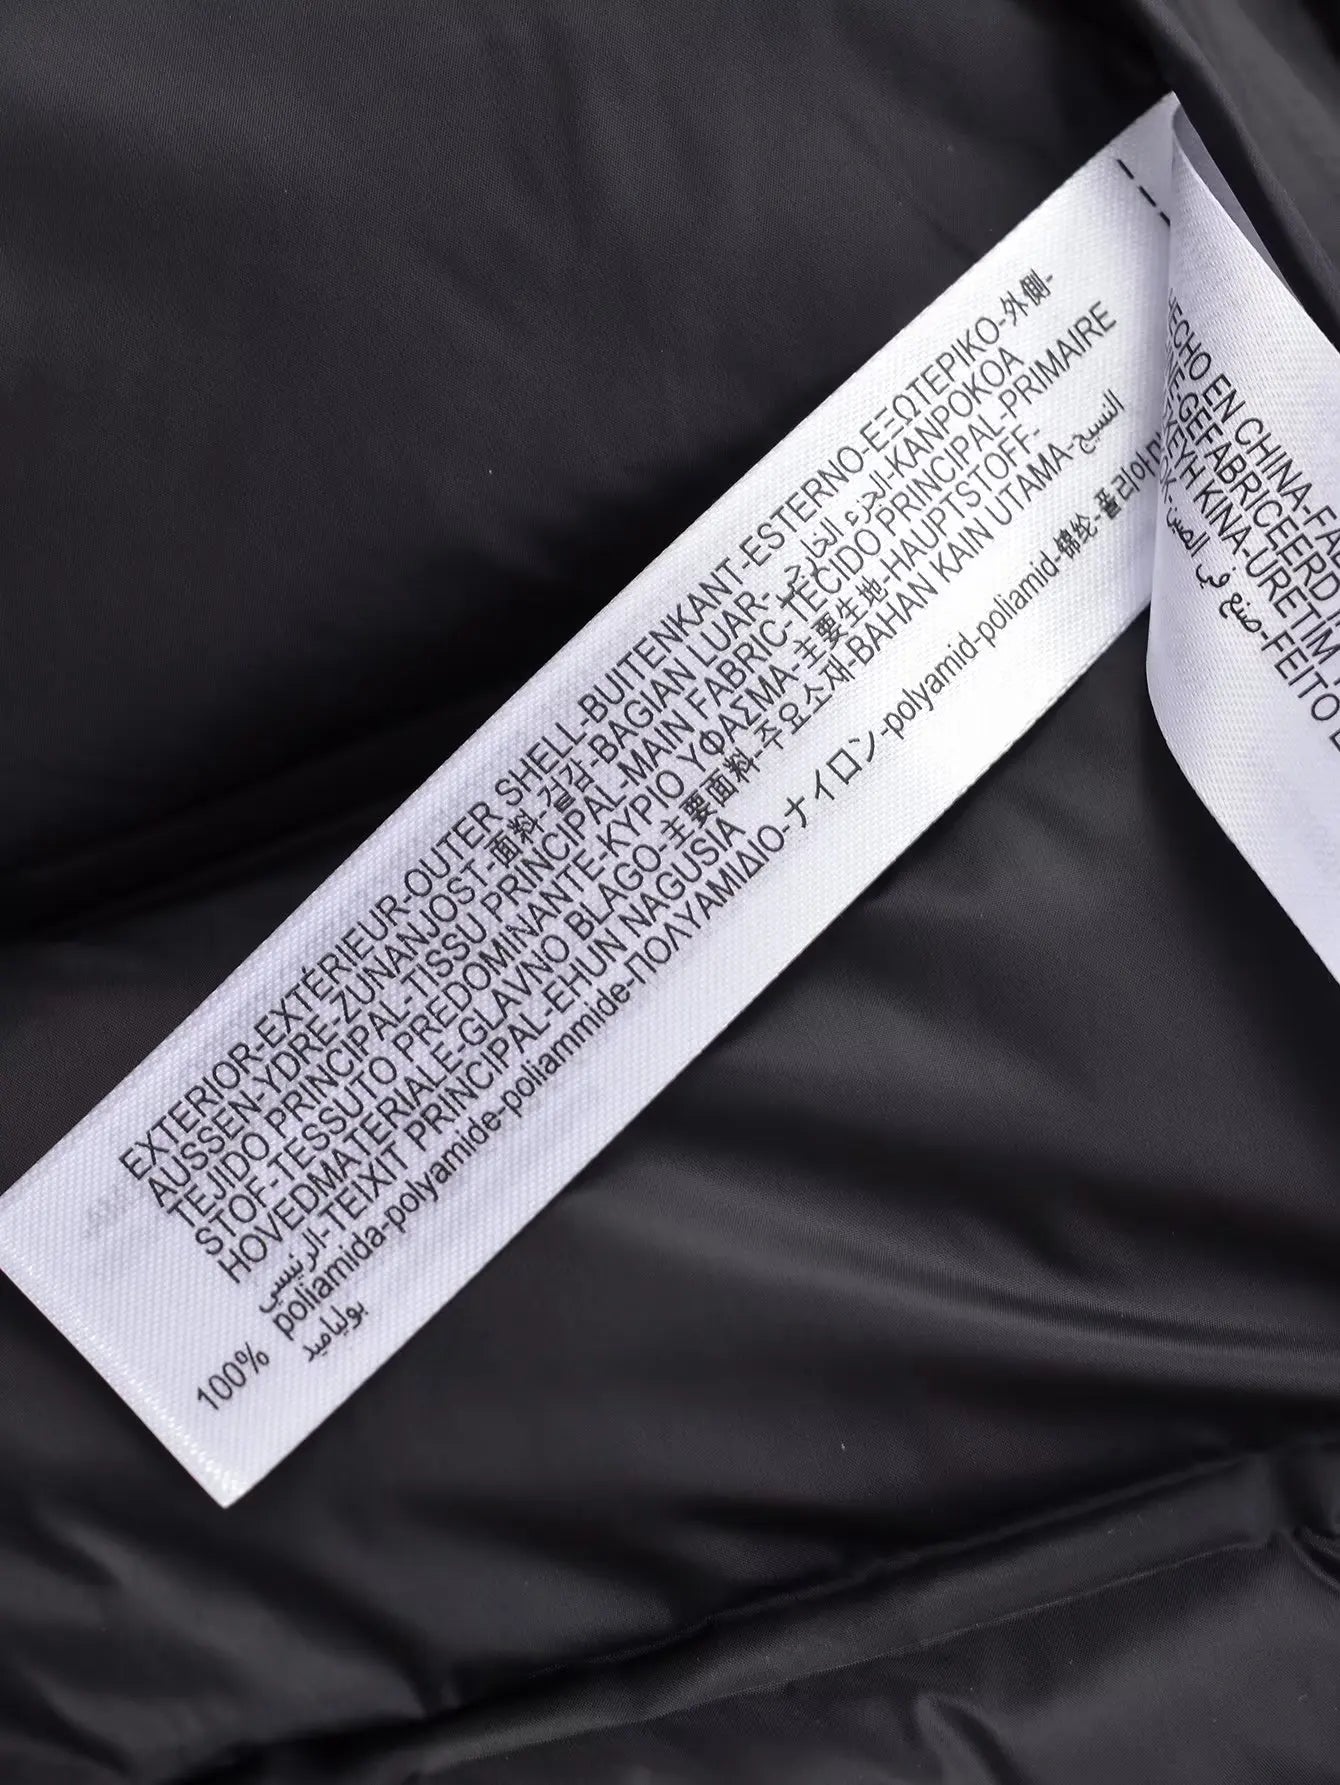 EXTERIOR-EXTÉRIEUR-OUTER SHELL-BUITENKANT-ESTERNO-ΕΞΩΤΕΡΙΚΟ-外側-
AUSSEN-YDRE-ZUNANJOST-面料-겉감-BAGIAN LUAR-الجزء الخارجي-KANPOKOA
TEJIDO PRINCIPAL-TISSU PRINCIPAL-MAIN FABRIC-TECIDO PRINCIPAL-PRIMAIRE
STOF-TESSUTO PREDOMINANTE-ΚΥΡΙΟ ΥΦΑΣΜΑ-主要生地-HAUPTSTOFF-
HOVEDMATERIALE-GLAVNO BLAGO-主要面料-주요소재-BAHAN KAIN UTAMA-النسيج
الرئيسي-TEIXIT PRINCIPAL-EHUN NAGUSIA
100% poliamida-polyamide-poliammide-ΠΟΛΥΑΜΙΔΙΟ-ナイロン-polyamid-poliamid-锦纶-폴리아미
بولياميد
HECHO EN CHINA-FA
GEFABRICEERD
KINA-URETIM
صنع في الصين-FEITO